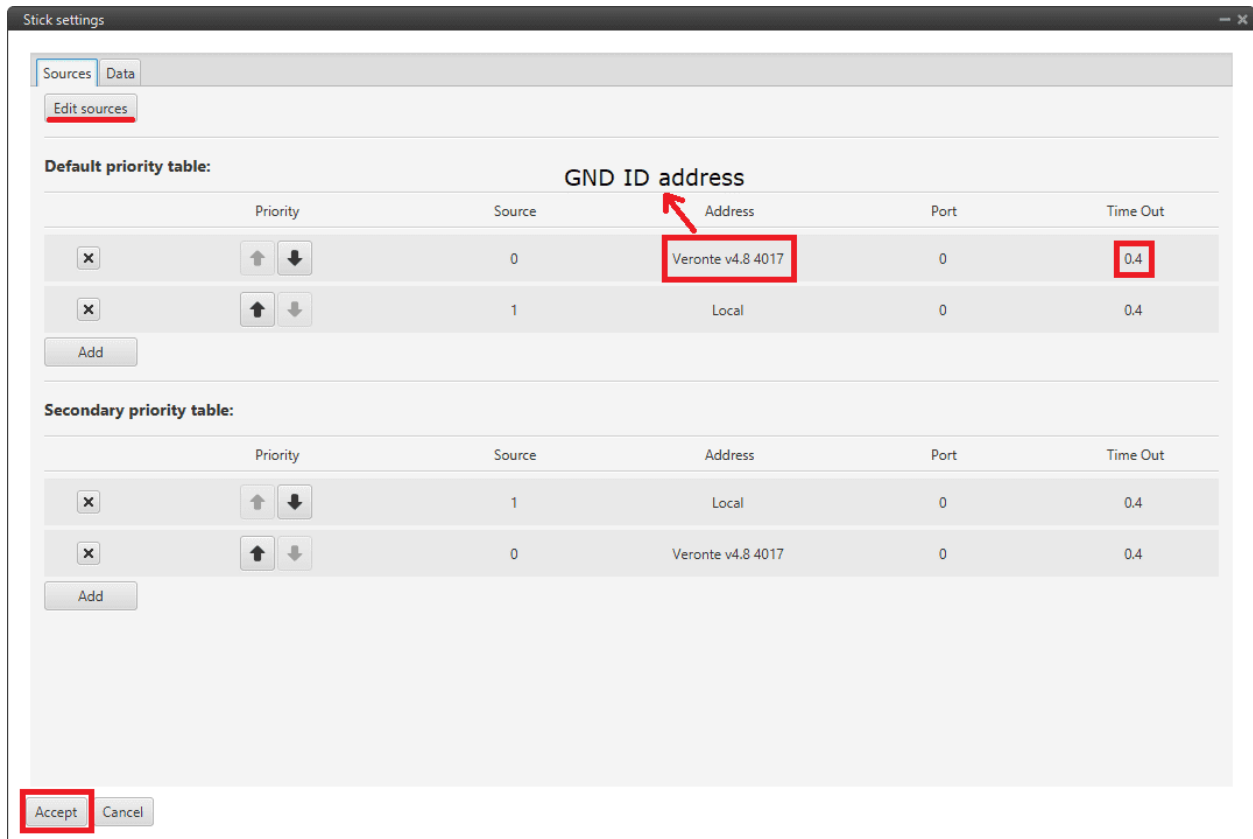 Stick settings
Sources Data
Edit sources
Default priority table:
GND ID address
Priority Source Address Port Time Out
0 Veronte v4.8 4017 0 0.4
1 Local 0 0.4
Add
Secondary priority table:
Priority Source Address Port Time Out
1 Local 0 0.4
0 Veronte v4.8 4017 0 0.4
Add
Accept Cancel